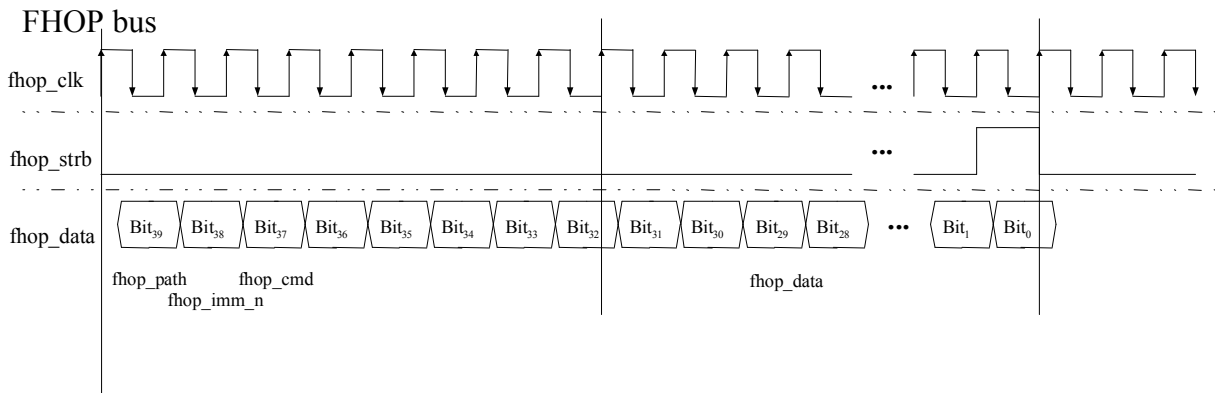 FHOP bus
fhop_clk
•••
fhop_strb
•••
fhop_data Bit39 Bit38 Bit37 Bit36 Bit35 Bit34 Bit33 Bit32 Bit31 Bit30 Bit29 Bit28 ••• Bit1 Bit0
fhop_path fhop_cmd fhop_data
fhop_imm_n